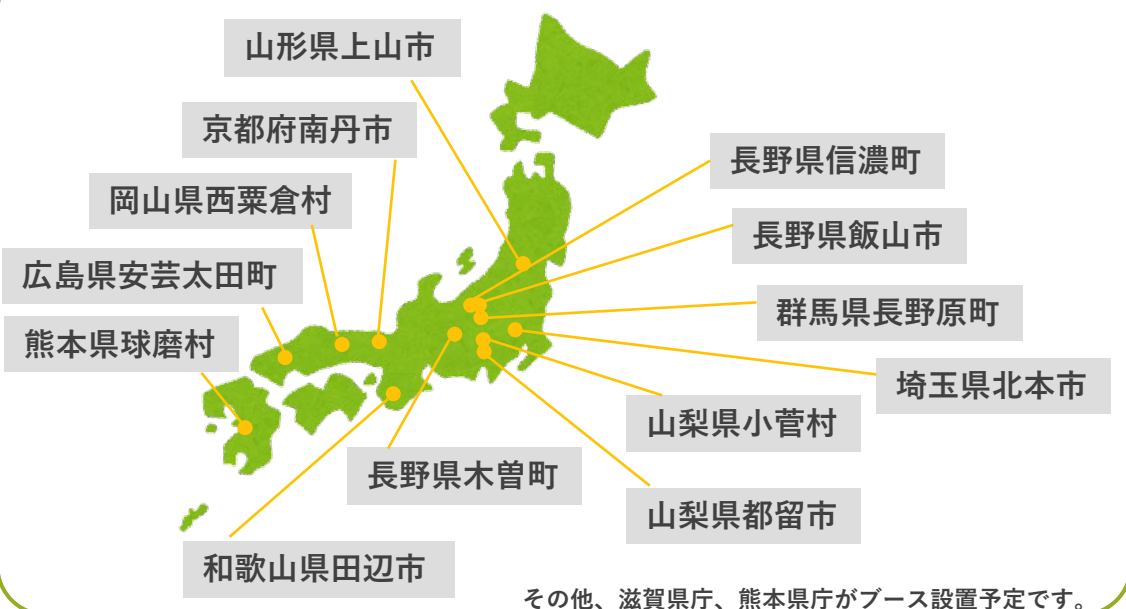 山形県上山市
京都府南丹市
岡山県西粟倉村
広島県安芸太田町
熊本県球磨村
長野県信濃町
長野県飯山市
群馬県長野原町
埼玉県北本市
山梨県小菅村
長野県木曽町
山梨県都留市
和歌山県田辺市
その他、滋賀県庁、熊本県庁がブース設置予定です。